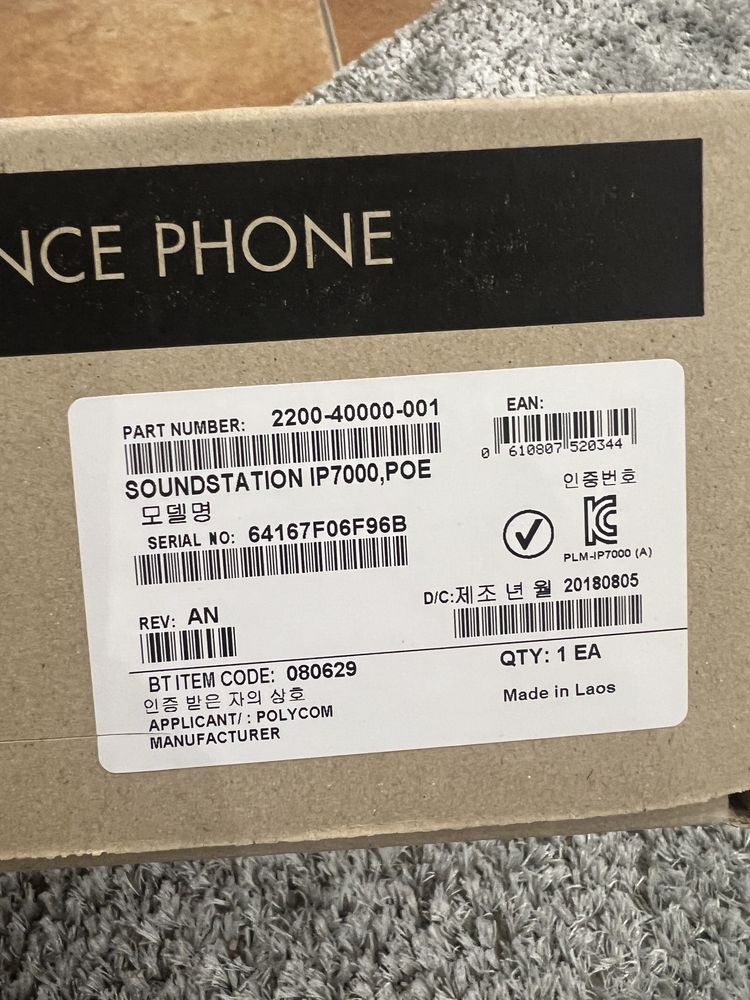 NCE PHONE
PART NUMBER: 2200-40000-001
EAN:
0 610807 520344
SOUNDSTATION IP7000,POE
모델명
인증번호
SERIAL NO: 64167F06F96B
PLM-IP7000 (A)
D/C:제조 년 월 20180805
REV: AN
QTY: 1 EA
BT ITEM CODE: 080629
인증 받은 자의 상호
Made in Laos
APPLICANT/ : POLYCOM
MANUFACTURER